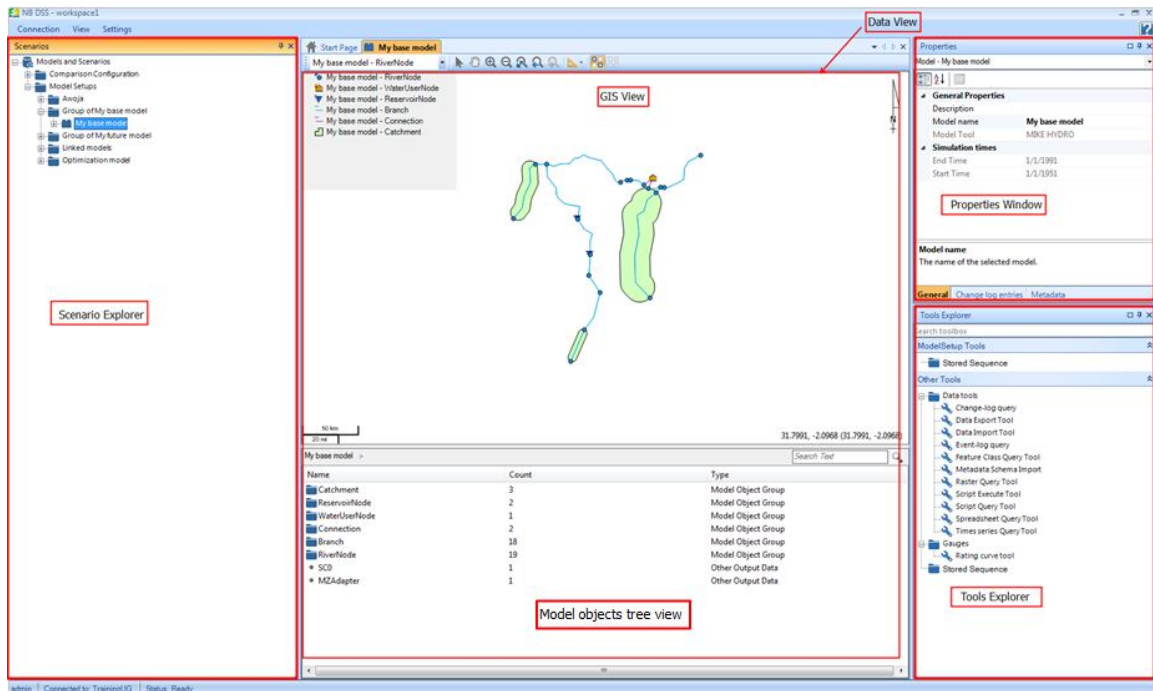 NB DSS - workspace1
Connection View Settings
Data View
Scenarios
Models and Scenarios
Comparison Configuration
Model Setups
Awoja
Group of My base model
My base model
Group of My future model
Linked models
Optimization model
Scenario Explorer
Start Page My base model
My base model - RiverNode
My base model - RiverNode
My base model - WaterUserNode
My base model - ReservoirNode
My base model - Branch
My base model - Connection
My base model - Catchment
GIS View
N
50 km
20 mi
31.7991, -2.0968 (31.7991, -2.0968)
My base model > Search Text
Name Count Type
Catchment 3 Model Object Group
ReservoirNode 2 Model Object Group
WaterUserNode 1 Model Object Group
Connection 2 Model Object Group
Branch 18 Model Object Group
RiverNode 19 Model Object Group
SC0 1 Other Output Data
MZAdapter 1 Other Output Data
Model objects tree view
Properties
Model - My base model
General Properties
Description
Model name My base model
Model Tool MIKE HYDRO
Simulation times
End Time 1/1/1991
Start Time 1/1/1951
Properties Window
Model name
The name of the selected model.
General Change log entries Metadata
Tools Explorer
Search toolbox
ModelSetup Tools
Stored Sequence
Other Tools
Data tools
Change-log query
Data Export Tool
Data Import Tool
Event-log query
Feature Class Query Tool
Metadata Schema Import
Raster Query Tool
Script Execute Tool
Script Query Tool
Spreadsheet Query Tool
Times series Query Tool
Gauges
Rating curve tool
Stored Sequence
Tools Explorer
admin Connected to: TrainingUG Status: Ready